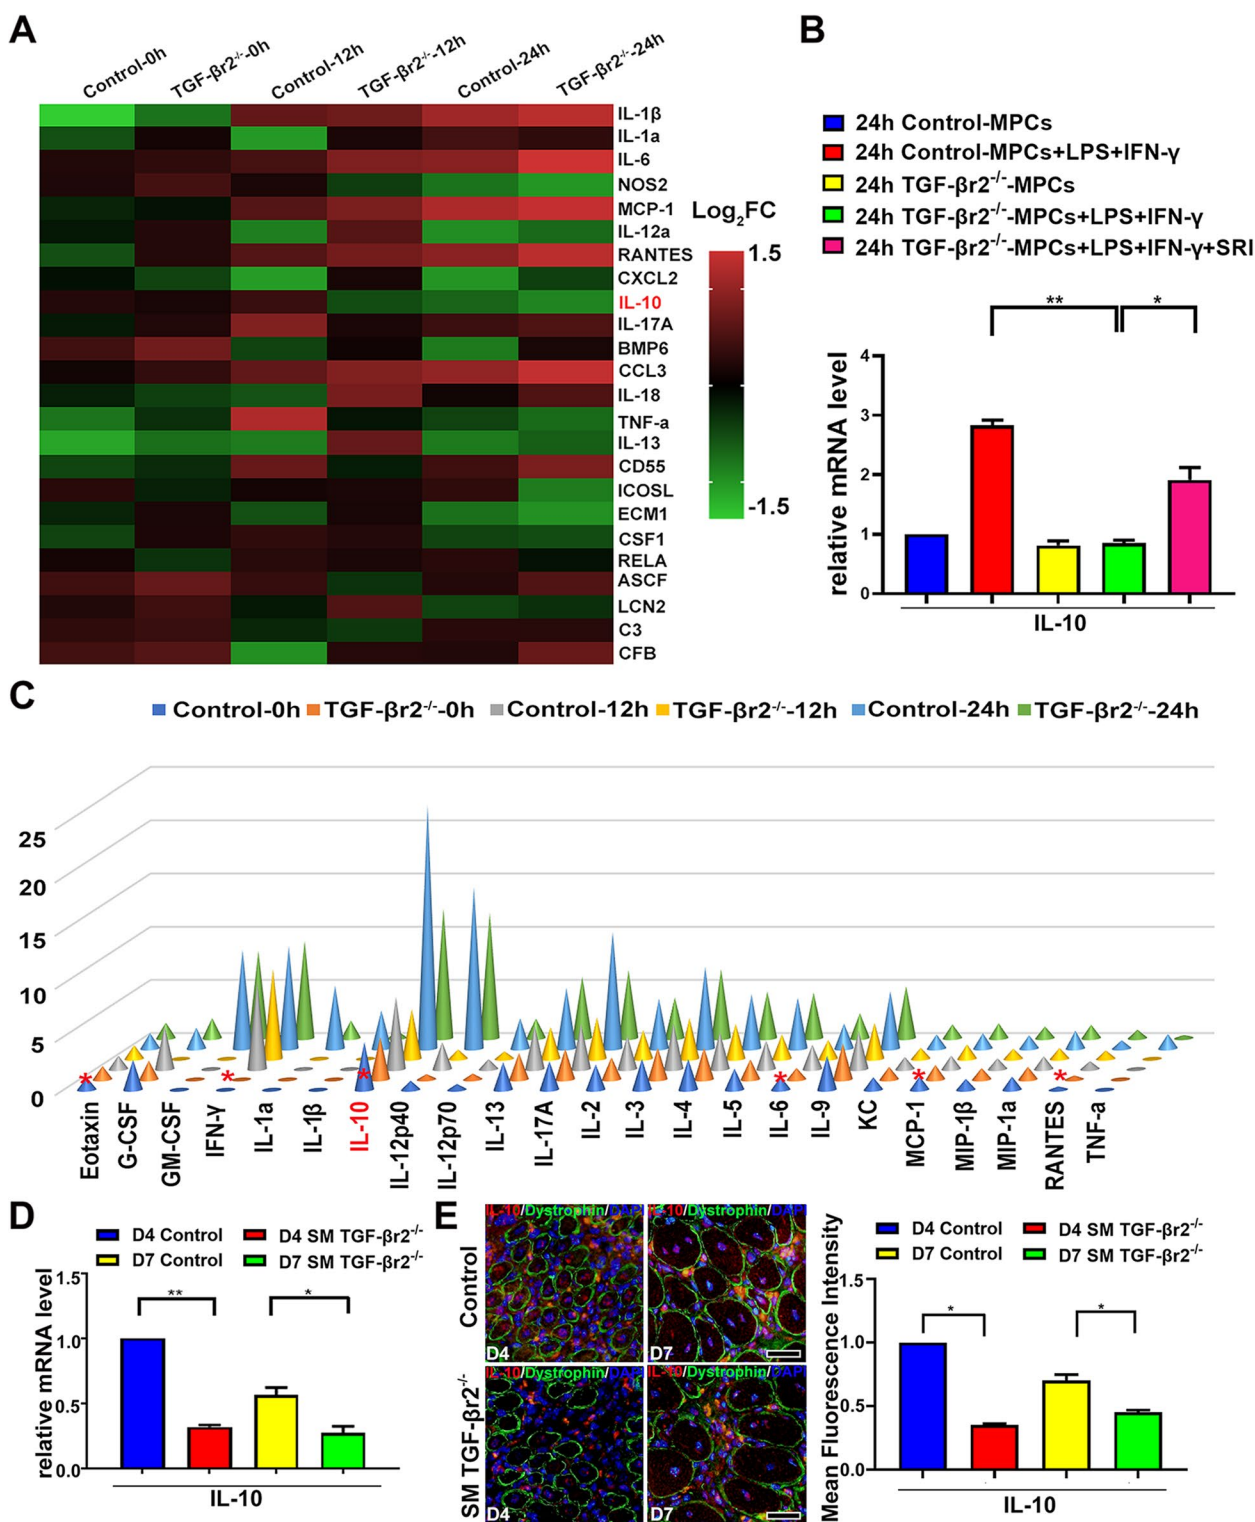 A
Control-0h
TGF-βr2-/--0h
Control-12h
TGF-βr2-/--12h
Control-24h
TGF-βr2-/--24h
IL-1β
IL-1a
IL-6
NOS2
MCP-1
IL-12a
RANTES
CXCL2
IL-10
IL-17A
BMP6
CCL3
IL-18
TNF-a
IL-13
CD55
ICOSL
ECM1
CSF1
RELA
ASCF
LCN2
C3
CFB
Log2FC
1.5
-1.5
B
24h Control-MPCs
24h Control-MPCs+LPS+IFN-γ
24h TGF-βr2-/--MPCs
24h TGF-βr2-/--MPCs+LPS+IFN-γ
24h TGF-βr2-/--MPCs+LPS+IFN-γ+SRI
** *
relative mRNA level
4
3
2
1
0
IL-10
C
Control-0h TGF-βr2-/--0h Control-12h TGF-βr2-/--12h Control-24h TGF-βr2-/--24h
25
20
15
10
5
0
* * * * * *
Eotaxin
G-CSF
GM-CSF
IFN-γ
IL-1a
IL-1β
IL-10
IL-12p40
IL-12p70
IL-13
IL-17A
IL-2
IL-3
IL-4
IL-5
IL-6
IL-9
KC
MCP-1
MIP-1β
MIP-1a
RANTES
TNF-a
D
D4 Control D4 SM TGF-βr2-/-
D7 Control D7 SM TGF-βr2-/-
relative mRNA level
1.5
1.0
0.5
0.0
** *
IL-10
E
Control
SM TGF-βr2-/-
IL-10/Dystrophin/DAPI
D4
IL-10/Dystrophin/DAPI
D7
IL-10/Dystrophin/DAPI
D4
IL-10/Dystrophin/DAPI
D7
D4 Control D4 SM TGF-βr2-/-
D7 Control D7 SM TGF-βr2-/-
Mean Fluorescence Intensity
1.5
1.0
0.5
0.0
* *
IL-10